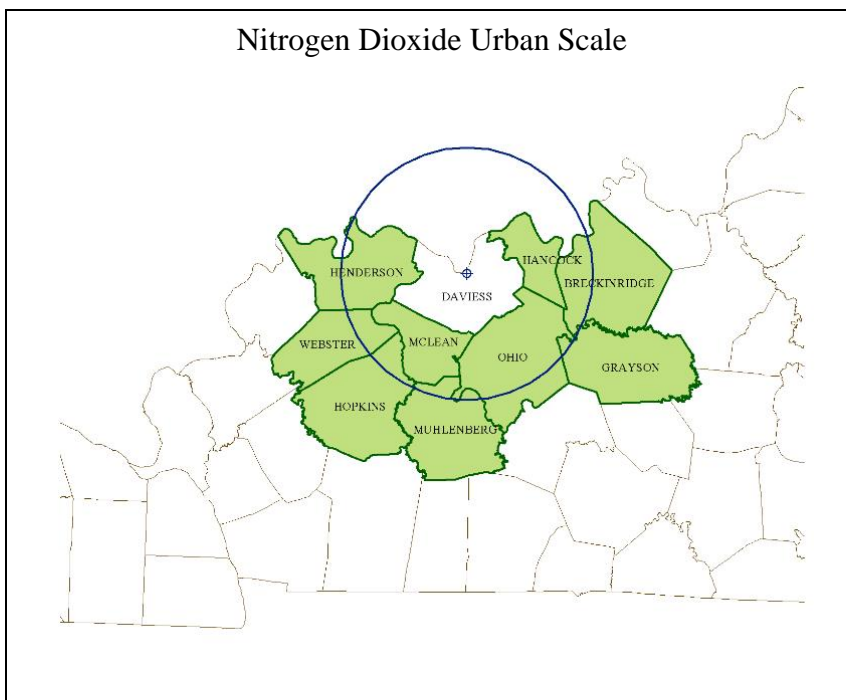 Nitrogen Dioxide Urban Scale
HANCOCK
HENDERSON
BRECKINRIDGE
DAVIESS
WEBSTER
MCLEAN
OHIO
GRAYSON
HOPKINS
MUHLENBERG